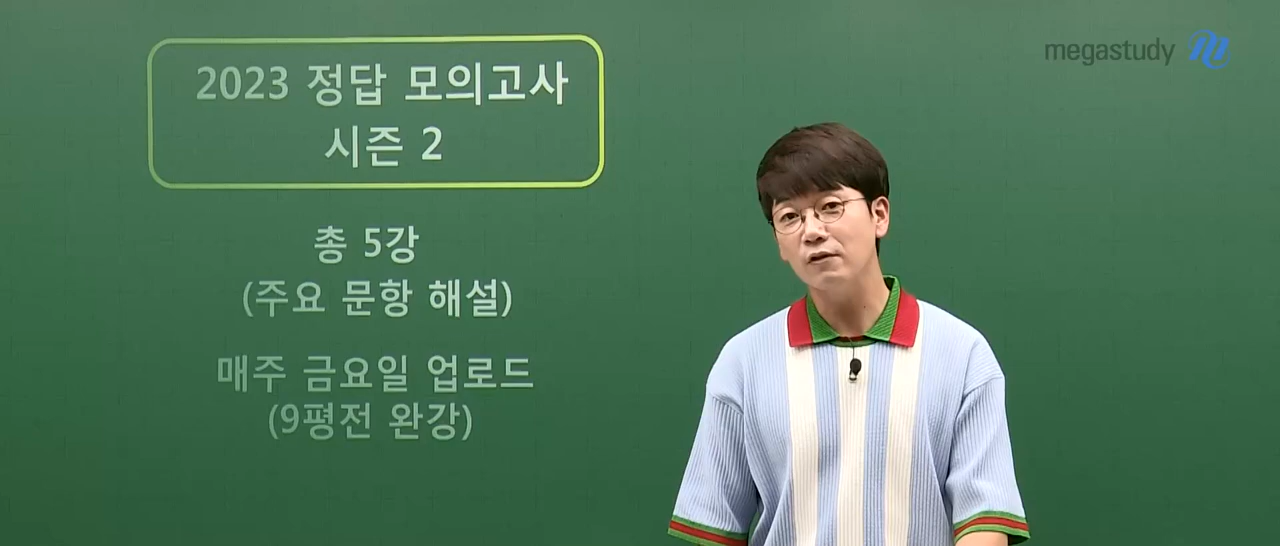 2023 정답 모의고사
시즌 2
총 5강
(주요 문항 해설)
매주 금요일 업로드
(9평전 완강)
megastudy